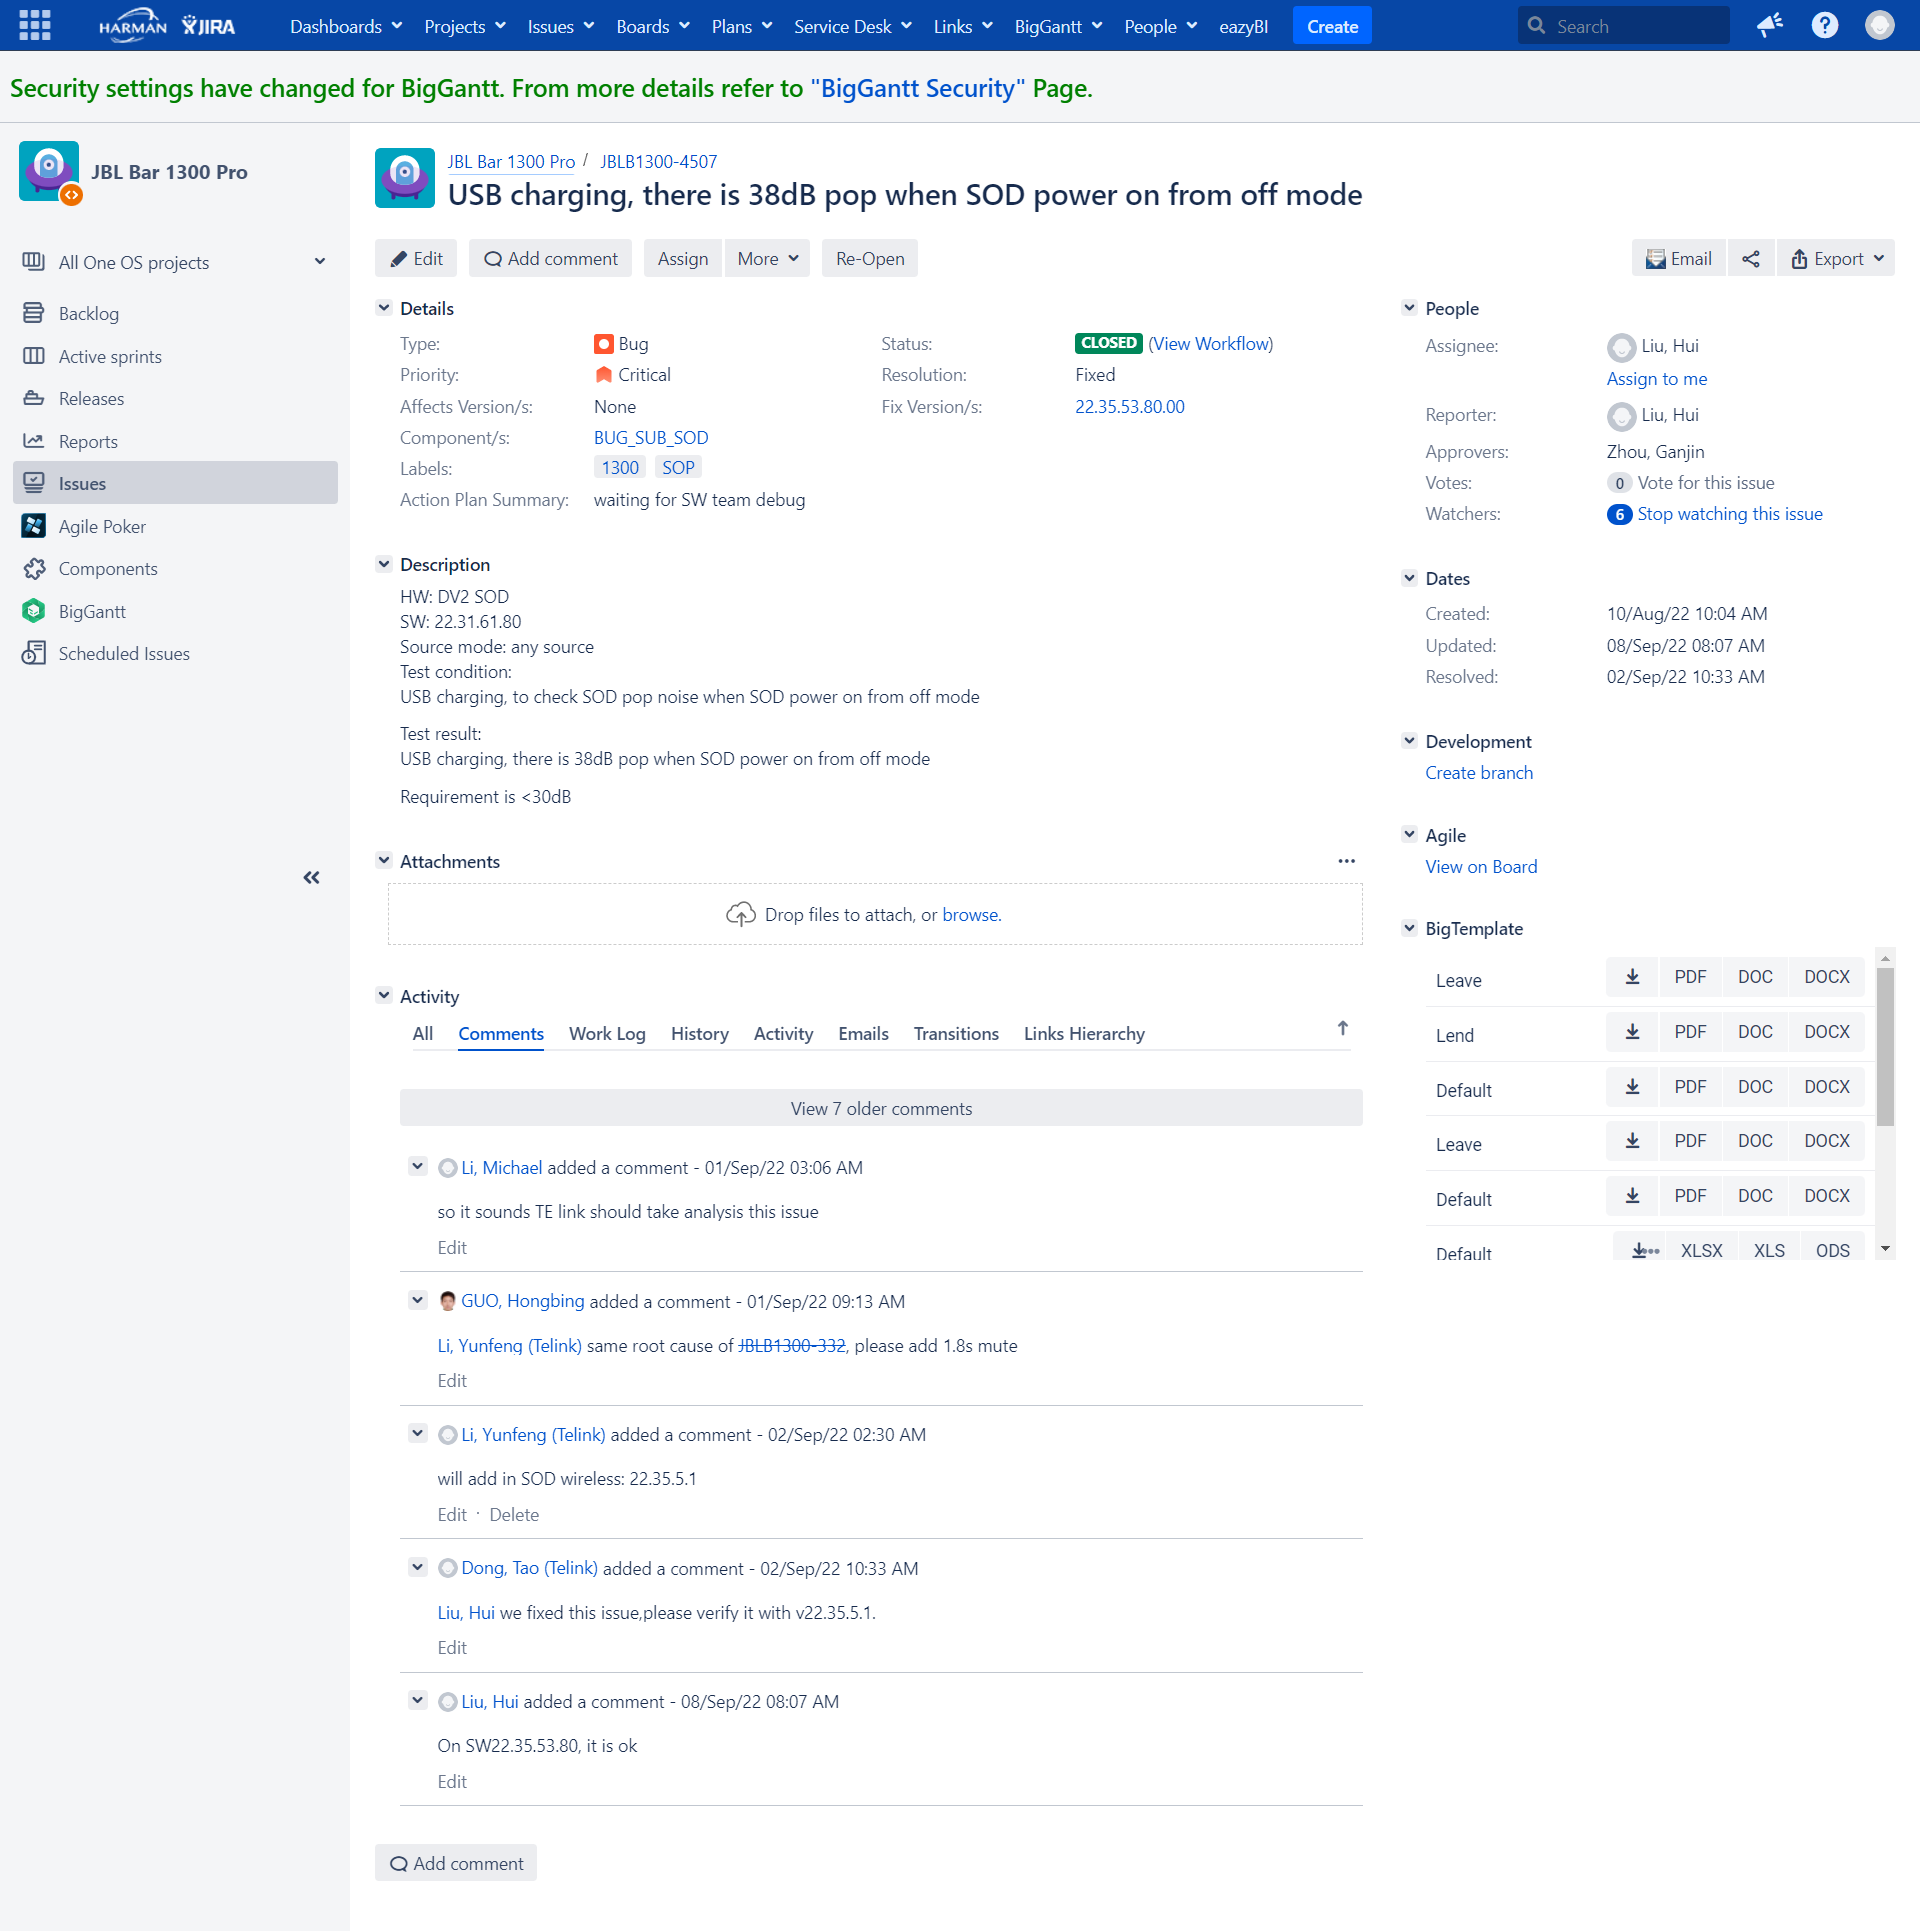 HARMAN JIRA Dashboards Projects Issues Boards Plans Service Desk Links BigGantt People eazyBI Create Search
Security settings have changed for BigGantt. From more details refer to "BigGantt Security" Page.
JBL Bar 1300 Pro
All One OS projects
Backlog
Active sprints
Releases
Reports
Issues
Agile Poker
Components
BigGantt
Scheduled Issues
JBL Bar 1300 Pro / JBLB1300-4507
USB charging, there is 38dB pop when SOD power on from off mode
Edit Add comment Assign More Re-Open Email Export
Details
Type: Bug Status: CLOSED (View Workflow)
Priority: Critical Resolution: Fixed
Affects Version/s: None Fix Version/s: 22.35.53.80.00
Component/s: BUG_SUB_SOD
Labels: 1300 SOP
Action Plan Summary: waiting for SW team debug
Description
HW: DV2 SOD
SW: 22.31.61.80
Source mode: any source
Test condition:
USB charging, to check SOD pop noise when SOD power on from off mode
Test result:
USB charging, there is 38dB pop when SOD power on from off mode
Requirement is <30dB
Attachments
Drop files to attach, or browse.
Activity
All Comments Work Log History Activity Emails Transitions Links Hierarchy
View 7 older comments
Li, Michael added a comment - 01/Sep/22 03:06 AM
so it sounds TE link should take analysis this issue
Edit
GUO, Hongbing added a comment - 01/Sep/22 09:13 AM
Li, Yunfeng (Telink) same root cause of JBLB1300-332, please add 1.8s mute
Edit
Li, Yunfeng (Telink) added a comment - 02/Sep/22 02:30 AM
will add in SOD wireless: 22.35.5.1
Edit · Delete
Dong, Tao (Telink) added a comment - 02/Sep/22 10:33 AM
Liu, Hui we fixed this issue,please verify it with v22.35.5.1.
Edit
Liu, Hui added a comment - 08/Sep/22 08:07 AM
On SW22.35.53.80, it is ok
Edit
Add comment
People
Assignee: Liu, Hui
Assign to me
Reporter: Liu, Hui
Approvers: Zhou, Ganjin
Votes: 0 Vote for this issue
Watchers: 6 Stop watching this issue
Dates
Created: 10/Aug/22 10:04 AM
Updated: 08/Sep/22 08:07 AM
Resolved: 02/Sep/22 10:33 AM
Development
Create branch
Agile
View on Board
BigTemplate
Leave PDF DOC DOCX
Lend PDF DOC DOCX
Default PDF DOC DOCX
Leave PDF DOC DOCX
Default PDF DOC DOCX
Default XLSX XLS ODS